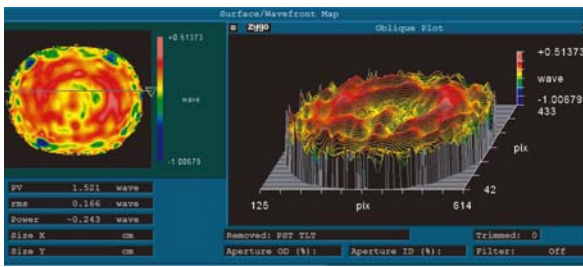 Surface/Wavefront Map
zygo Oblique Plot
+0.51373
wave
-1.00679
+0.51373
wave
-1.00679
433
pix
42
125 pix 614
PV 1.521 wave
rms 0.166 wave
Power -0.243 wave
Size X cm
Size Y cm
Removed: PST TLT Trimmed: 0
Aperture OD (%): Aperture ID (%): Filter: Off